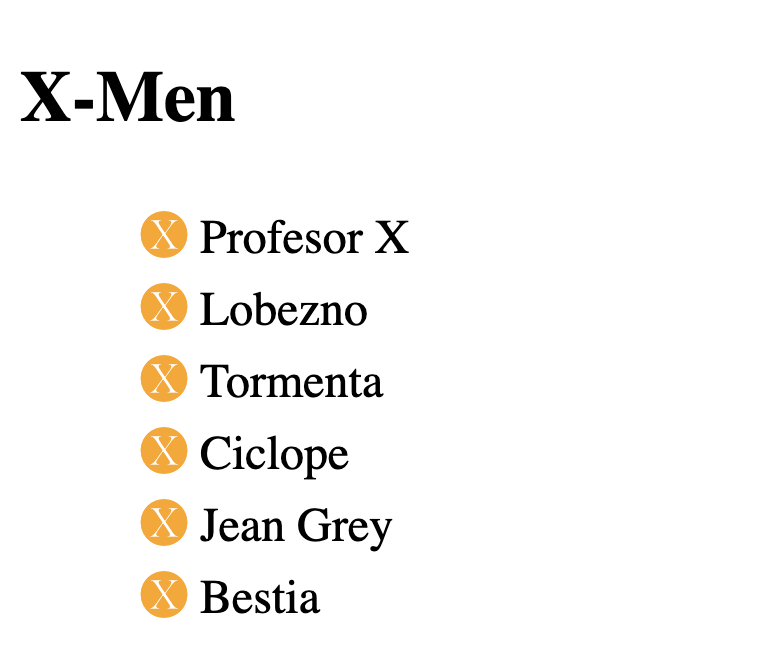 X-Men
X Profesor X
X Lobezno
X Tormenta
X Ciclope
X Jean Grey
X Bestia